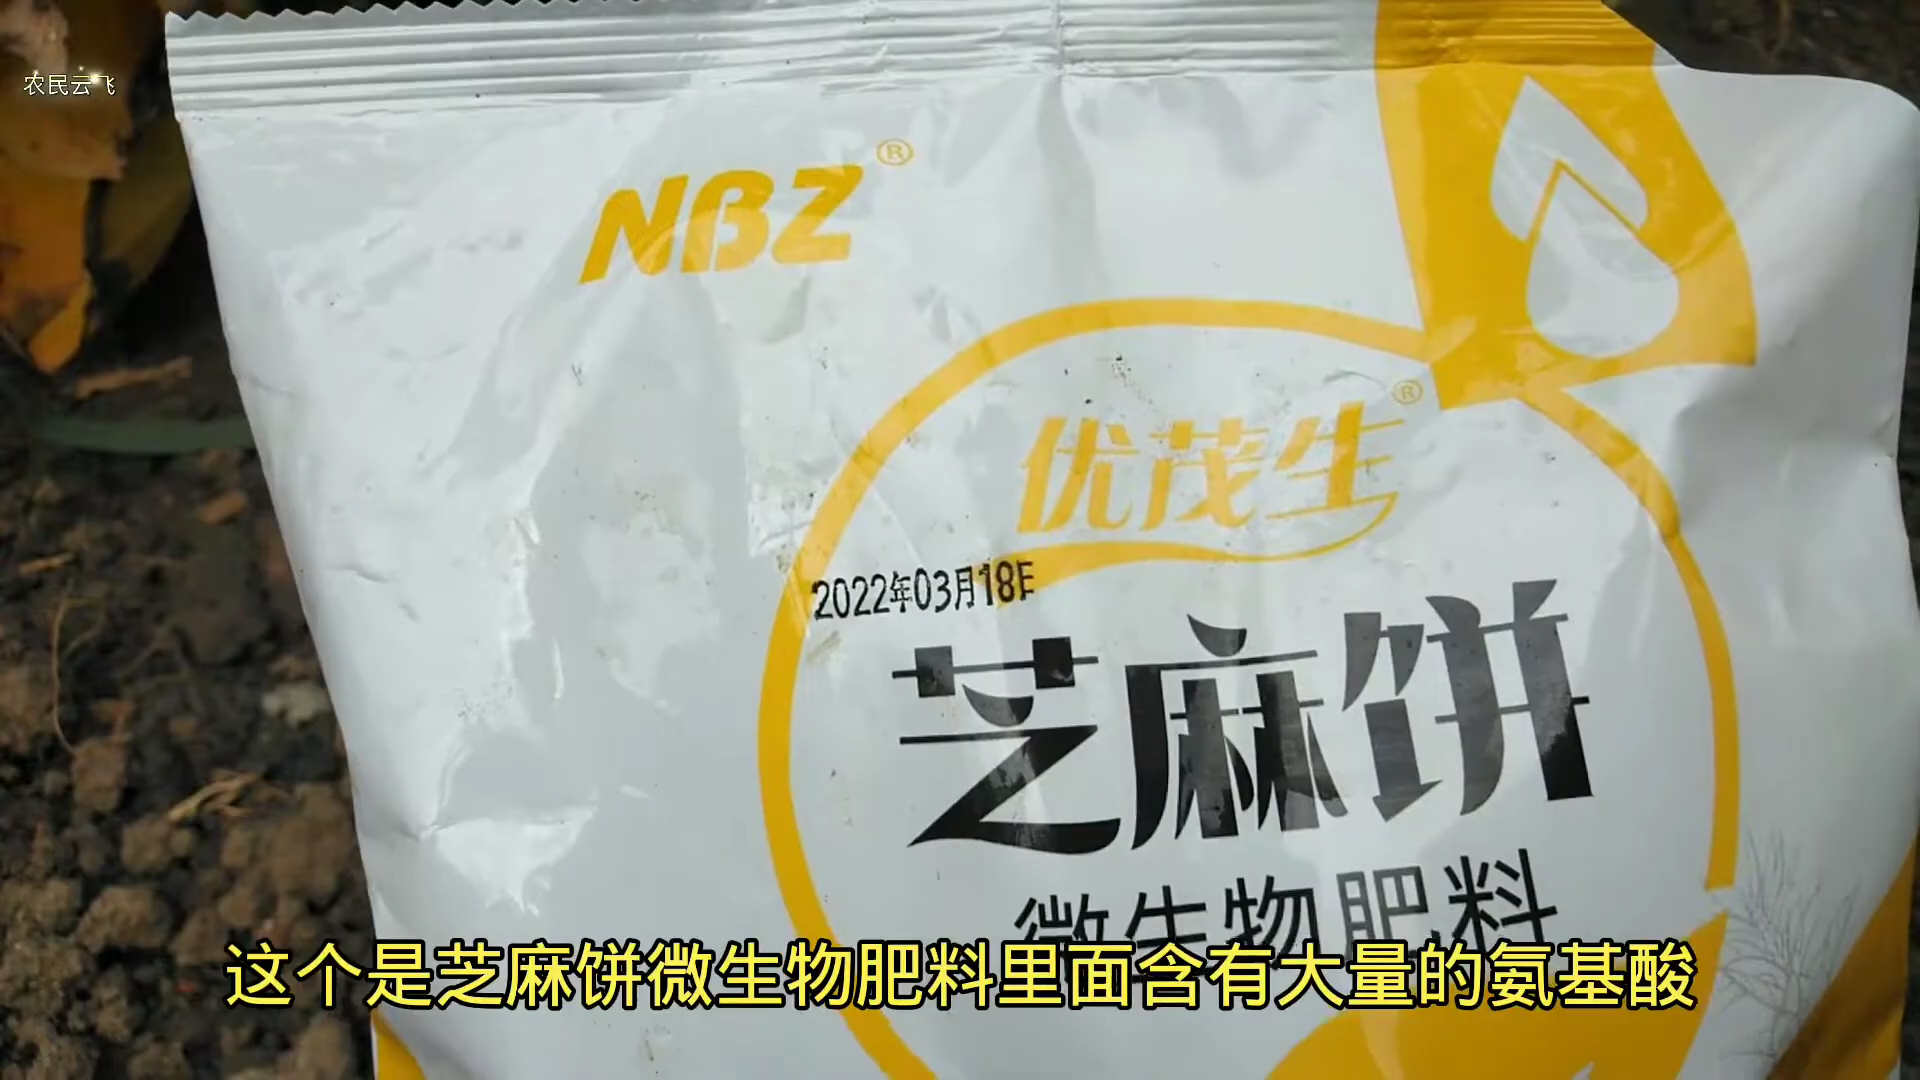 农民云飞
NBZ®
优茂生®
2022年03月18日
芝麻饼
微生物肥料
这个是芝麻饼微生物肥料里面含有大量的氨基酸